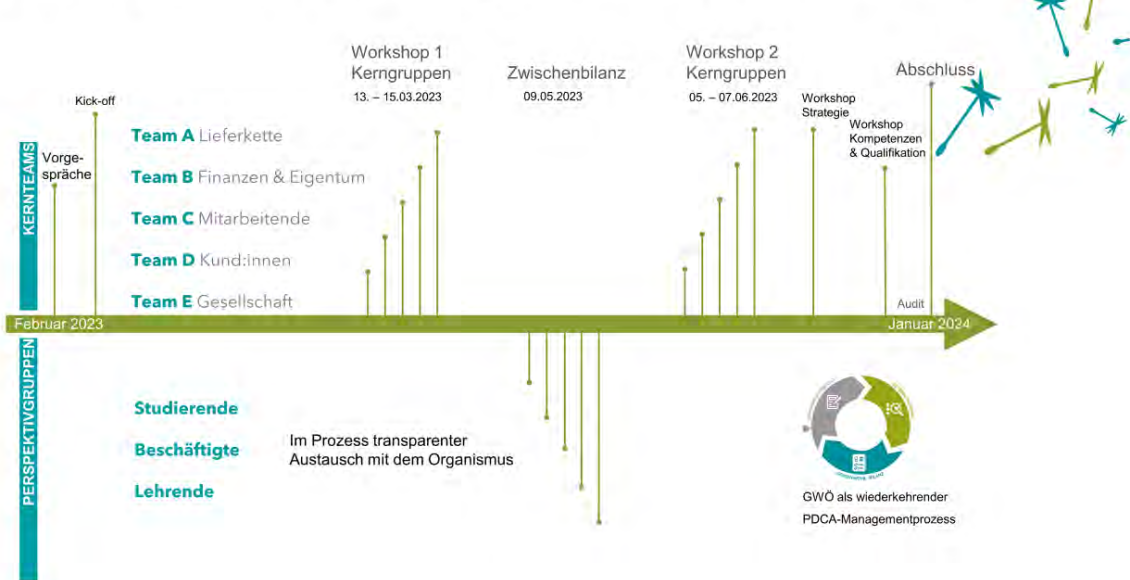 Workshop 1
Kerngruppen
13. – 15.03.2023
Zwischenbilanz
09.05.2023
Workshop 2
Kerngruppen
05. – 07.06.2023
Abschluss
Kick-off
Workshop
Strategie
Workshop
Kompetenzen
& Qualifikation
Vorge-
spräche
KERNTEAMS
Team A Lieferkette
Team B Finanzen & Eigentum
Team C Mitarbeitende
Team D Kund:innen
Team E Gesellschaft
Audit
Februar 2023
Januar 2024
PERSPEKTIVGRUPPEN
Studierende
Beschäftigte
Lehrende
Im Prozess transparenter
Austausch mit dem Organismus
GWÖ als wiederkehrender
PDCA-Managementprozess